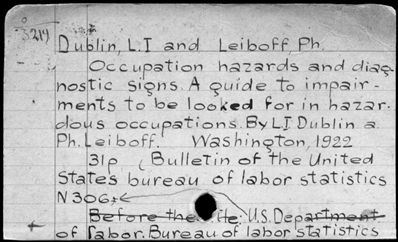 3214
Dublin, L.I and Leiboff, Ph.
Occupation hazards and diag-
nostic signs. A guide to impair-
ments to be looked for in hazar-
dous occupations. By L.I. Dublin a.
Ph. Leiboff. Washington, 1922
31p (Bulletin of the United
States bureau of labor statistics
N 306
Before the title: U.S. Department
of labor. Bureau of labor statistics